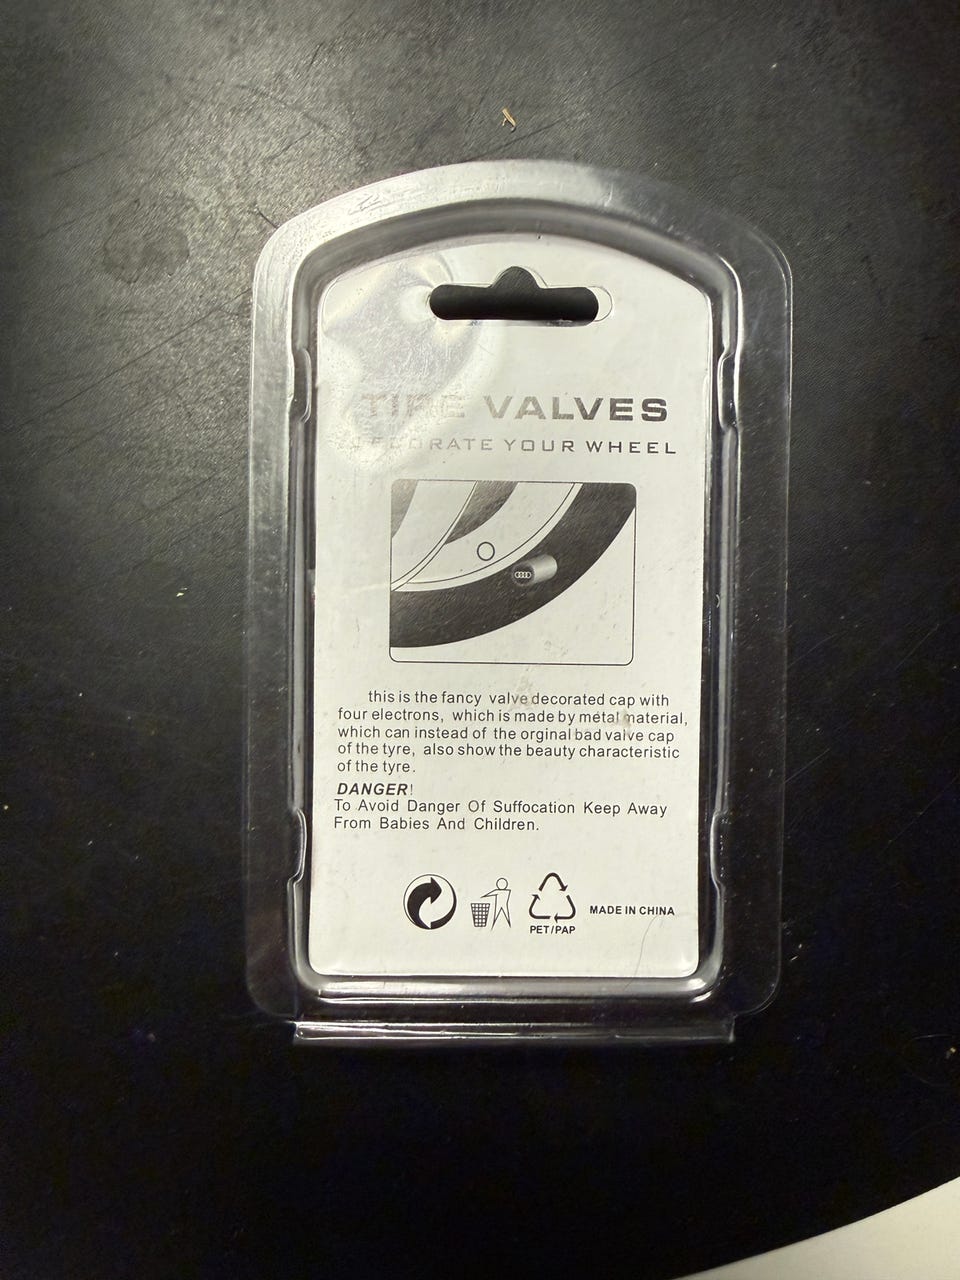 TIRE VALVES
DECORATE YOUR WHEEL
this is the fancy valve decorated cap with
four electrons, which is made by metal material,
which can instead of the orginal bad valve cap
of the tyre, also show the beauty characteristic
of the tyre.
DANGER!
To Avoid Danger Of Suffocation Keep Away
From Babies And Children.
PET/PAP
MADE IN CHINA